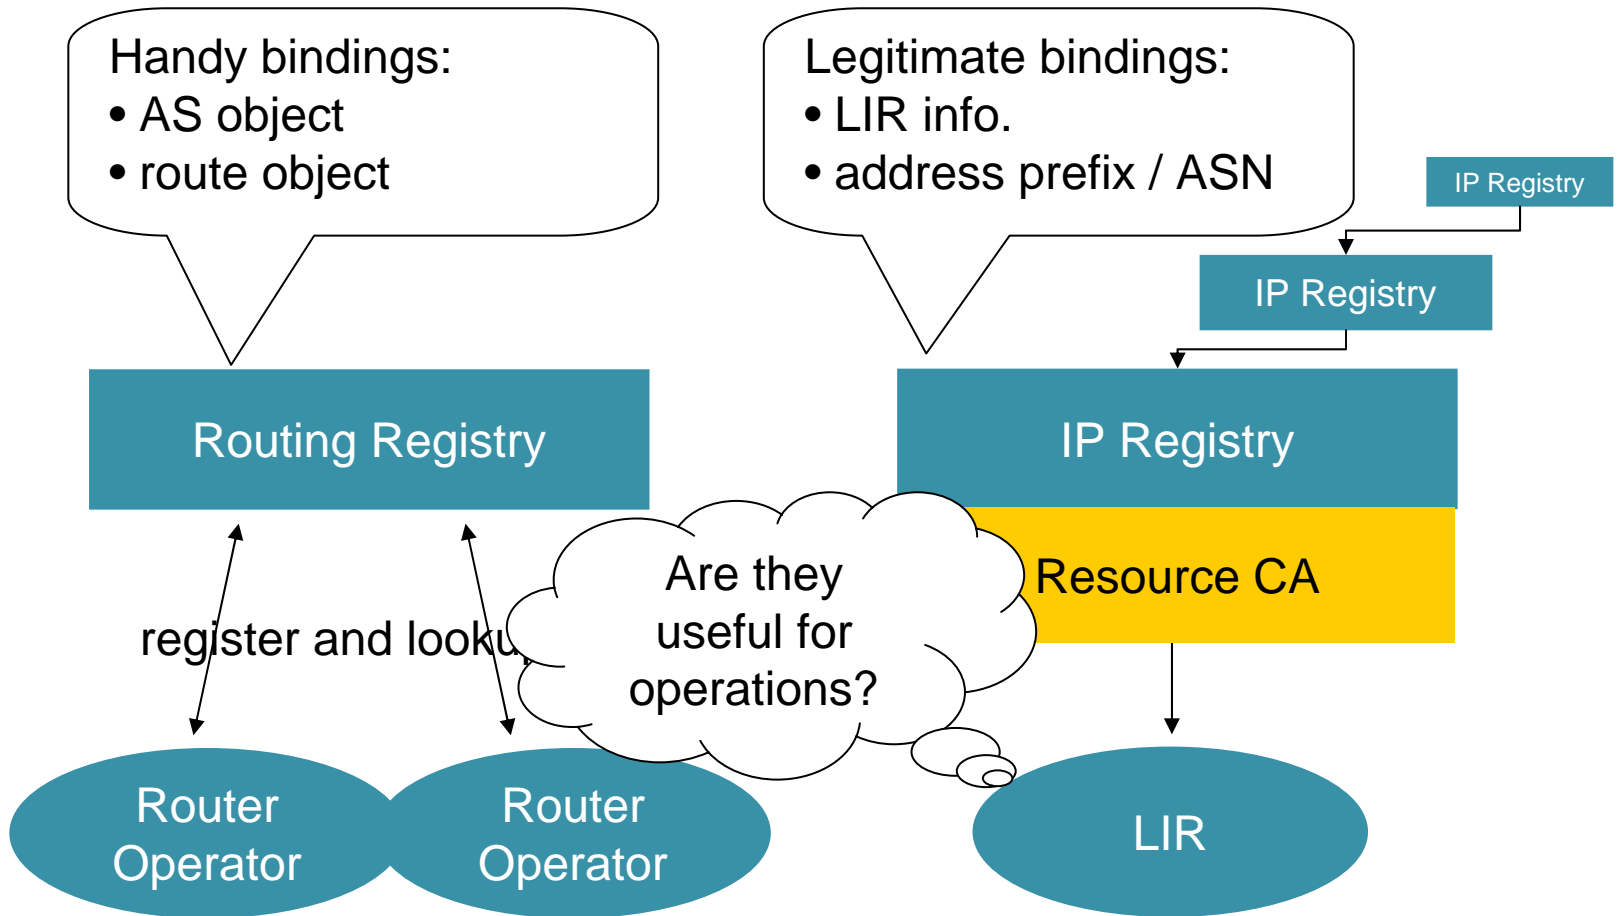 Handy bindings:
• AS object
• route object
Legitimate bindings:
• LIR info.
• address prefix / ASN
IP Registry
IP Registry
Routing Registry
IP Registry
Resource CA
Are they
useful for
operations?
register and lookup
Router
Operator
Router
Operator
LIR